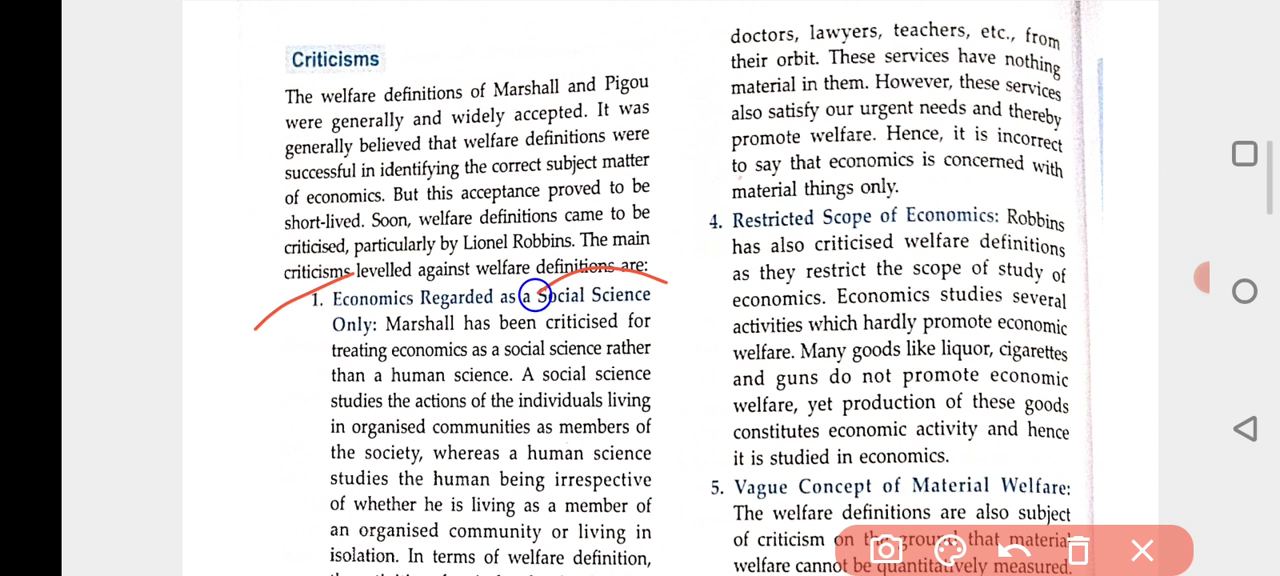 Criticisms
The welfare definitions of Marshall and Pigou
were generally and widely accepted. It was
generally believed that welfare definitions were
successful in identifying the correct subject matter
of economics. But this acceptance proved to be
short-lived. Soon, welfare definitions came to be
criticised, particularly by Lionel Robbins. The main
criticisms levelled against welfare definitions are:
1. Economics Regarded as a Social Science
Only: Marshall has been criticised for
treating economics as a social science rather
than a human science. A social science
studies the actions of the individuals living
in organised communities as members of
the society, whereas a human science
studies the human being irrespective
of whether he is living as a member of
an organised community or living in
isolation. In terms of welfare definition,
doctors, lawyers, teachers, etc., from
their orbit. These services have nothing
material in them. However, these services
also satisfy our urgent needs and thereby
promote welfare. Hence, it is incorrect
to say that economics is concerned with
material things only.
4. Restricted Scope of Economics: Robbins
has also criticised welfare definitions
as they restrict the scope of study of
economics. Economics studies several
activities which hardly promote economic
welfare. Many goods like liquor, cigarettes
and guns do not promote economic
welfare, yet production of these goods
constitutes economic activity and hence
it is studied in economics.
5. Vague Concept of Material Welfare:
The welfare definitions are also subject
of criticism on the ground that material
welfare cannot be quantitatively measured.